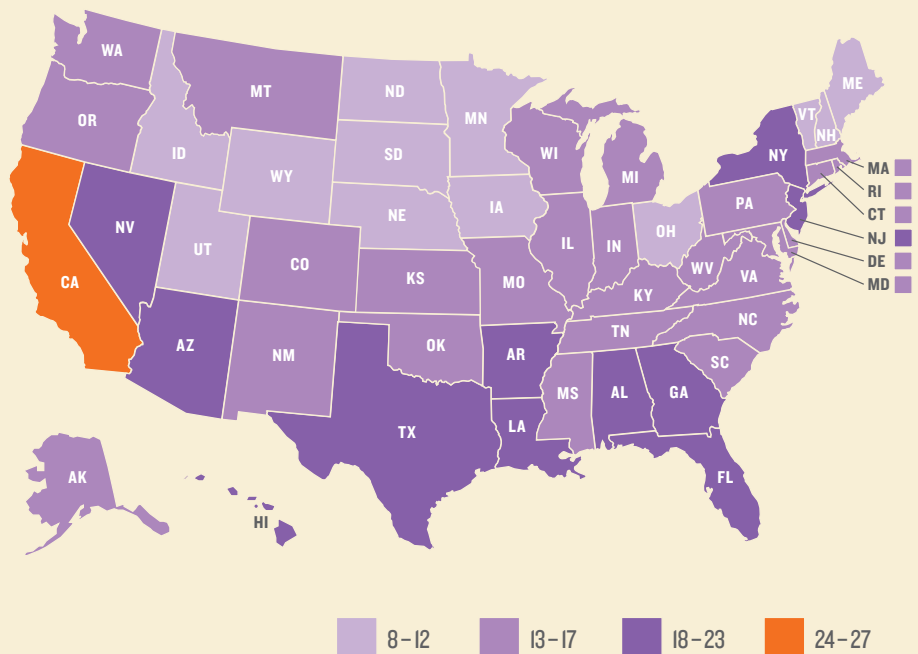 WA
MT
ND
MN
ME
VT
NH
OR
ID
SD
WI
MI
NY
MA
RI
CT
NJ
DE
MD
WY
NE
IA
PA
OH
IL
IN
NV
UT
CO
KS
MO
WV
VA
KY
CA
NC
TN
SC
AZ
NM
OK
AR
MS
AL
GA
TX
LA
FL
AK
HI
8–12
13–17
18–23
24–27